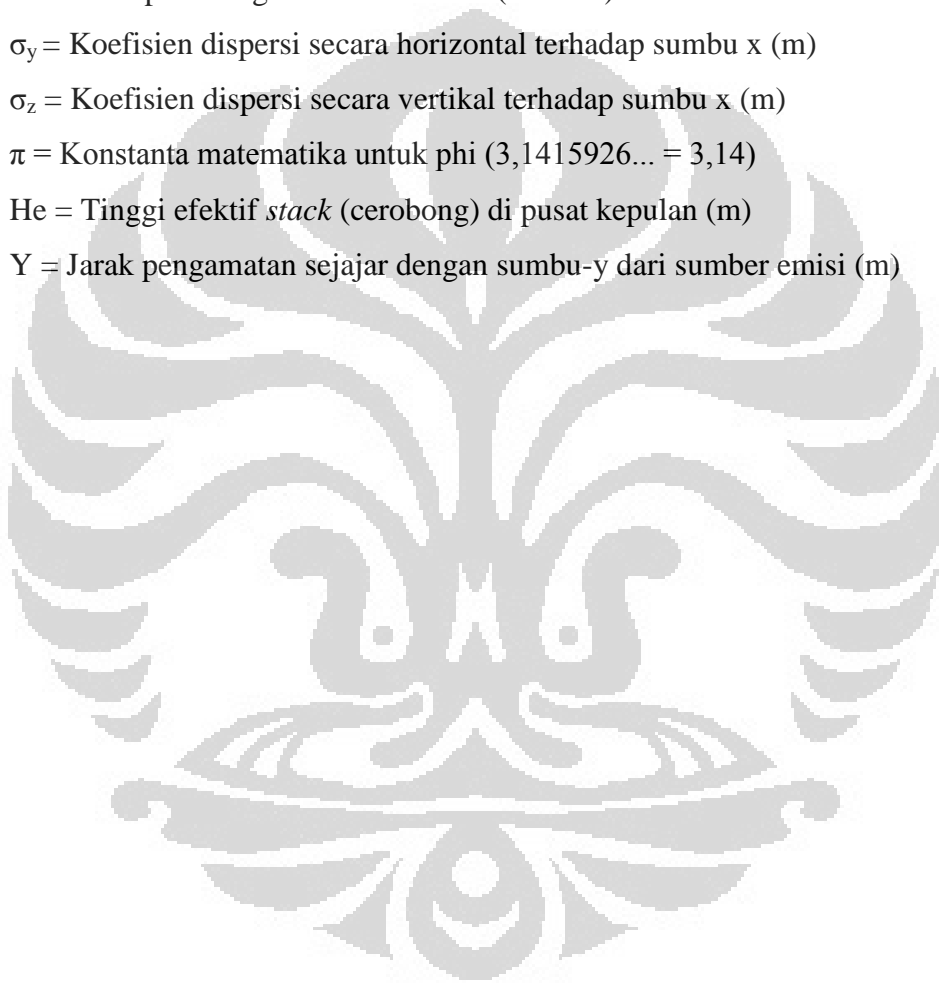 σy = Koefisien dispersi secara horizontal terhadap sumbu x (m)
σz = Koefisien dispersi secara vertikal terhadap sumbu x (m)
π = Konstanta matematika untuk phi (3,1415926... = 3,14)
He = Tinggi efektif stack (cerobong) di pusat kepulan (m)
Y = Jarak pengamatan sejajar dengan sumbu-y dari sumber emisi (m)